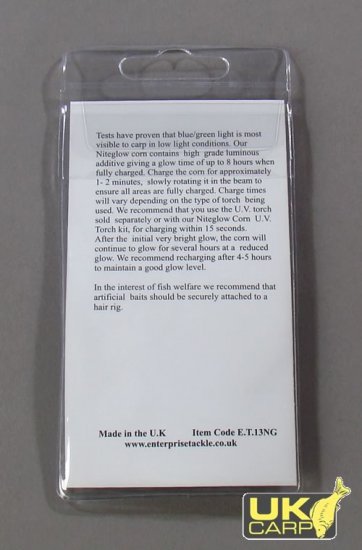 Tests have proven that blue/green light is most
visible to carp in low light conditions. Our
Niteglow corn contains high grade luminous
additive giving a glow time of up to 8 hours when
fully charged. Charge the corn for approximately
1- 2 minutes, slowly rotating it in the beam to
ensure all areas are fully charged. Charge times
will vary depending on the type of torch being
used. We recommend that you use the U.V. torch
sold separately or with our Niteglow Corn U.V.
Torch kit, for charging within 15 seconds.
After the initial very bright glow, the corn will
continue to glow for several hours at a reduced
glow. We recommend recharging after 4-5 hours
to maintain a good glow level.
In the interest of fish welfare we recommend that
artificial baits should be securely attached to a
hair rig.
Made in the U.K Item Code E.T.13NG
www.enterprisetackle.co.uk
UK
CARP